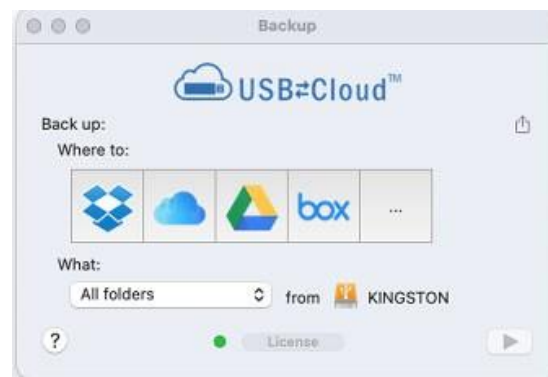 Backup
USB⇄Cloud™
Back up:
Where to:
box
...
What:
All folders from KINGSTON
? License